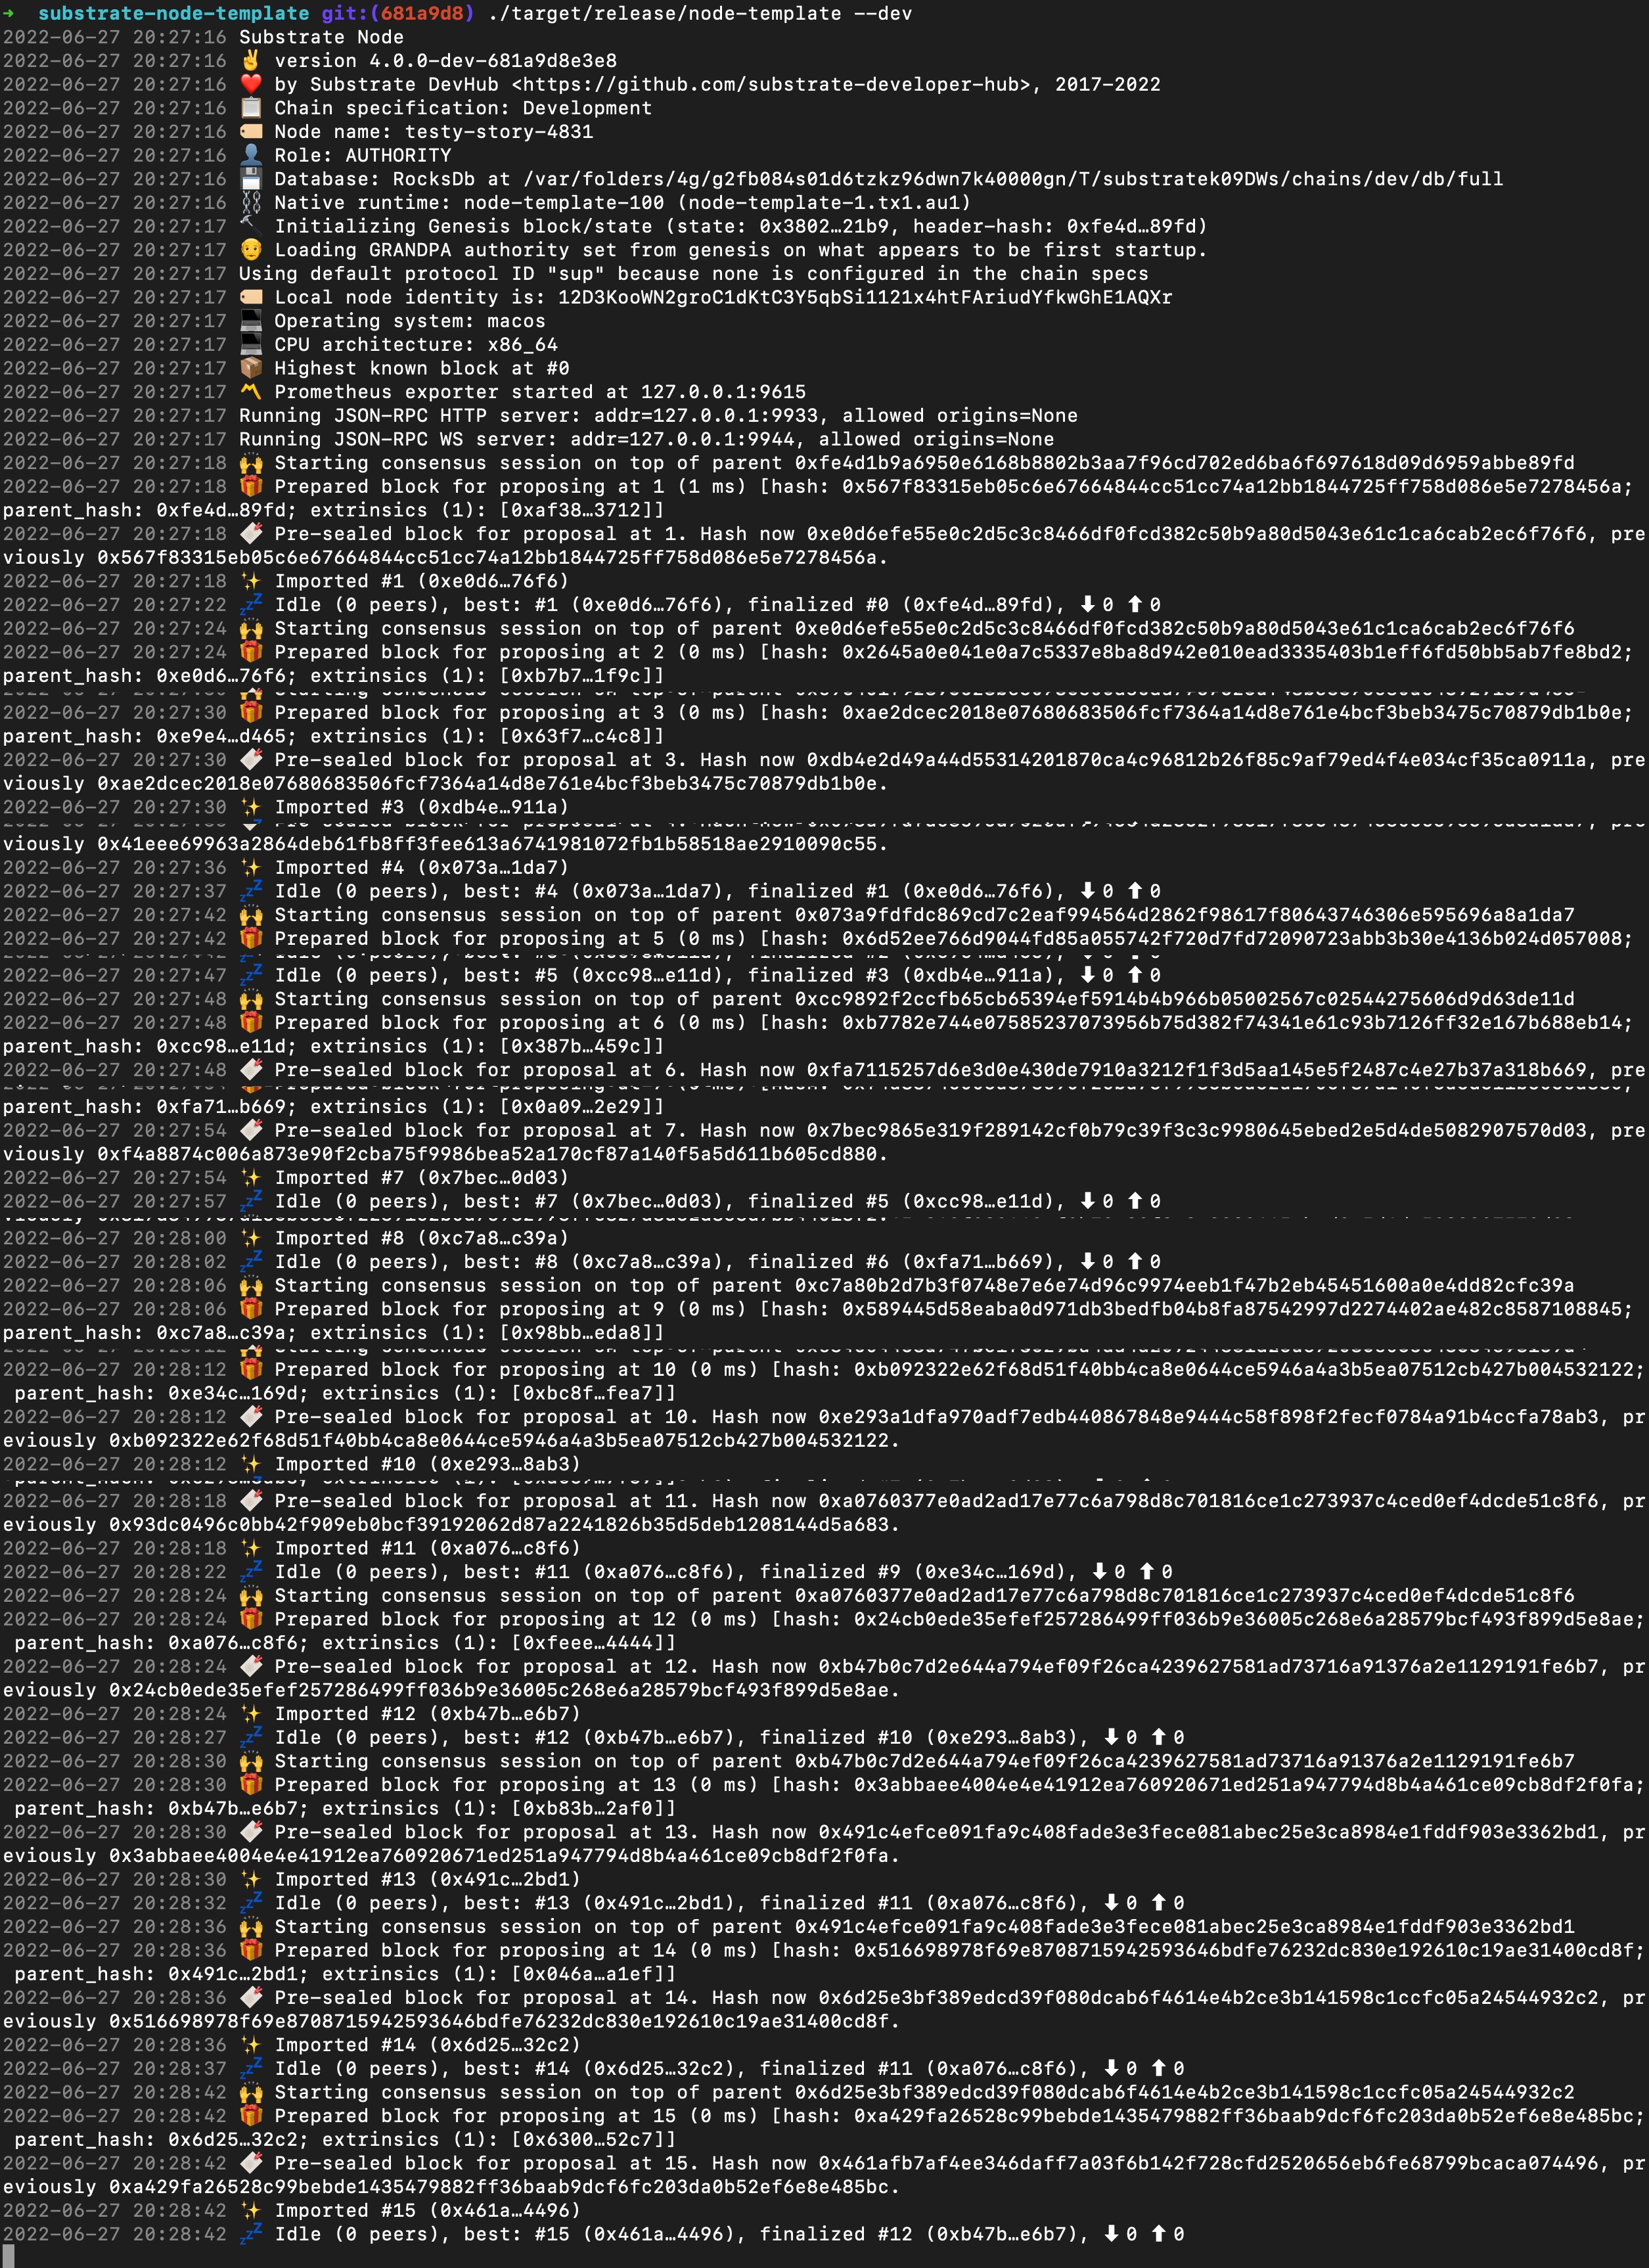 ➜ substrate-node-template git:(681a9d8) ./target/release/node-template --dev
2022-06-27 20:27:16 Substrate Node
2022-06-27 20:27:16 ✌️ version 4.0.0-dev-681a9d8e3e8
2022-06-27 20:27:16 ❤️ by Substrate DevHub <https://github.com/substrate-developer-hub>, 2017-2022
2022-06-27 20:27:16 📋 Chain specification: Development
2022-06-27 20:27:16 🏷 Node name: testy-story-4831
2022-06-27 20:27:16 👤 Role: AUTHORITY
2022-06-27 20:27:16 💾 Database: RocksDb at /var/folders/4g/g2fb084s01d6tzkz96dwn7k40000gn/T/substratek09DWs/chains/dev/db/full
2022-06-27 20:27:16 ⛓ Native runtime: node-template-100 (node-template-1.tx1.au1)
2022-06-27 20:27:17 🔨 Initializing Genesis block/state (state: 0x3802…21b9, header-hash: 0xfe4d…89fd)
2022-06-27 20:27:17 👴 Loading GRANDPA authority set from genesis on what appears to be first startup.
2022-06-27 20:27:17 Using default protocol ID "sup" because none is configured in the chain specs
2022-06-27 20:27:17 🏷 Local node identity is: 12D3KooWN2groC1dKtC3Y5qbSi1121x4htFAriudYfkwGhE1AQXr
2022-06-27 20:27:17 💻 Operating system: macos
2022-06-27 20:27:17 💻 CPU architecture: x86_64
2022-06-27 20:27:17 📦 Highest known block at #0
2022-06-27 20:27:17 〽️ Prometheus exporter started at 127.0.0.1:9615
2022-06-27 20:27:17 Running JSON-RPC HTTP server: addr=127.0.0.1:9933, allowed origins=None
2022-06-27 20:27:17 Running JSON-RPC WS server: addr=127.0.0.1:9944, allowed origins=None
2022-06-27 20:27:18 🙌 Starting consensus session on top of parent 0xfe4d1b9a6950e6168b8802b3aa7f96cd702ed6ba6f697618d09d6959abbe89fd
2022-06-27 20:27:18 🎁 Prepared block for proposing at 1 (1 ms) [hash: 0x567f83315eb05c6e67664844cc51cc74a12bb1844725ff758d086e5e7278456a;
parent_hash: 0xfe4d…89fd; extrinsics (1): [0xaf38…3712]]
2022-06-27 20:27:18 🔖 Pre-sealed block for proposal at 1. Hash now 0xe0d6efe55e0c2d5c3c8466df0fcd382c50b9a80d5043e61c1ca6cab2ec6f76f6, pre
viously 0x567f83315eb05c6e67664844cc51cc74a12bb1844725ff758d086e5e7278456a.
2022-06-27 20:27:18 ✨ Imported #1 (0xe0d6…76f6)
2022-06-27 20:27:22 💤 Idle (0 peers), best: #1 (0xe0d6…76f6), finalized #0 (0xfe4d…89fd), ⬇ 0 ⬆ 0
2022-06-27 20:27:24 🙌 Starting consensus session on top of parent 0xe0d6efe55e0c2d5c3c8466df0fcd382c50b9a80d5043e61c1ca6cab2ec6f76f6
2022-06-27 20:27:24 🎁 Prepared block for proposing at 2 (0 ms) [hash: 0x2645a0e041e0a7c5337e8ba8d942e010ead3335403b1eff6fd50bb5ab7fe8bd2;
parent_hash: 0xe0d6…76f6; extrinsics (1): [0xb7b7…1f9c]]
2022-06-27 20:27:30 🎁 Prepared block for proposing at 3 (0 ms) [hash: 0xae2dcec2018e07680683506fcf7364a14d8e761e4bcf3beb3475c70879db1b0e;
parent_hash: 0xe9e4…d465; extrinsics (1): [0x63f7…c4c8]]
2022-06-27 20:27:30 🔖 Pre-sealed block for proposal at 3. Hash now 0xdb4e2d49a44d55314201870ca4c96812b26f85c9af79ed4f4e034cf35ca0911a, pre
viously 0xae2dcec2018e07680683506fcf7364a14d8e761e4bcf3beb3475c70879db1b0e.
2022-06-27 20:27:30 ✨ Imported #3 (0xdb4e…911a)
viously 0x41eee69963a2864deb61fb8ff3fee613a6741981072fb1b58518ae2910090c55.
2022-06-27 20:27:36 ✨ Imported #4 (0x073a…1da7)
2022-06-27 20:27:37 💤 Idle (0 peers), best: #4 (0x073a…1da7), finalized #1 (0xe0d6…76f6), ⬇ 0 ⬆ 0
2022-06-27 20:27:42 🙌 Starting consensus session on top of parent 0x073a9fdfdc869cd7c2eaf994564d2862f98617f80643746306e595696a8a1da7
2022-06-27 20:27:42 🎁 Prepared block for proposing at 5 (0 ms) [hash: 0x6d52ee766d9044fd85a055742f720d7fd72090723abb3b30e4136b024d057008;
2022-06-27 20:27:47 💤 Idle (0 peers), best: #5 (0xcc98…e11d), finalized #3 (0xdb4e…911a), ⬇ 0 ⬆ 0
2022-06-27 20:27:48 🙌 Starting consensus session on top of parent 0xcc9892f2ccfb65cb65394ef5914b4b966b05002567c02544275606d9d63de11d
2022-06-27 20:27:48 🎁 Prepared block for proposing at 6 (0 ms) [hash: 0xb7782e744e07585237073956b75d382f74341e61c93b7126ff32e167b688eb14;
parent_hash: 0xcc98…e11d; extrinsics (1): [0x387b…459c]]
2022-06-27 20:27:48 🔖 Pre-sealed block for proposal at 6. Hash now 0xfa7115257d6e3d0e430de7910a3212f1f3d5aa145e5f2487c4e27b37a318b669, pre
parent_hash: 0xfa71…b669; extrinsics (1): [0x0a09…2e29]]
2022-06-27 20:27:54 🔖 Pre-sealed block for proposal at 7. Hash now 0x7bec9865e319f289142cf0b79c39f3c3c9980645ebed2e5d4de5082907570d03, pre
viously 0xf4a8874c006a873e90f2cba75f9986bea52a170cf87a140f5a5d611b605cd880.
2022-06-27 20:27:54 ✨ Imported #7 (0x7bec…0d03)
2022-06-27 20:27:57 💤 Idle (0 peers), best: #7 (0x7bec…0d03), finalized #5 (0xcc98…e11d), ⬇ 0 ⬆ 0
2022-06-27 20:28:00 ✨ Imported #8 (0xc7a8…c39a)
2022-06-27 20:28:02 💤 Idle (0 peers), best: #8 (0xc7a8…c39a), finalized #6 (0xfa71…b669), ⬇ 0 ⬆ 0
2022-06-27 20:28:06 🙌 Starting consensus session on top of parent 0xc7a80b2d7b3f0748e7e6e74d96c9974eeb1f47b2eb45451600a0e4dd82cfc39a
2022-06-27 20:28:06 🎁 Prepared block for proposing at 9 (0 ms) [hash: 0x589445d58eaba0d971db3bedfb04b8fa87542997d2274402ae482c8587108845;
parent_hash: 0xc7a8…c39a; extrinsics (1): [0x98bb…eda8]]
2022-06-27 20:28:12 🎁 Prepared block for proposing at 10 (0 ms) [hash: 0xb092322e62f68d51f40bb4ca8e0644ce5946a4a3b5ea07512cb427b004532122;
parent_hash: 0xe34c…169d; extrinsics (1): [0xbc8f…fea7]]
2022-06-27 20:28:12 🔖 Pre-sealed block for proposal at 10. Hash now 0xe293a1dfa970adf7edb440867848e9444c58f898f2fecf0784a91b4ccfa78ab3, pr
eviously 0xb092322e62f68d51f40bb4ca8e0644ce5946a4a3b5ea07512cb427b004532122.
2022-06-27 20:28:12 ✨ Imported #10 (0xe293…8ab3)
2022-06-27 20:28:18 🔖 Pre-sealed block for proposal at 11. Hash now 0xa0760377e0ad2ad17e77c6a798d8c701816ce1c273937c4ced0ef4dcde51c8f6, pr
eviously 0x93dc0496c0bb42f909eb0bcf39192062d87a2241826b35d5deb1208144d5a683.
2022-06-27 20:28:18 ✨ Imported #11 (0xa076…c8f6)
2022-06-27 20:28:22 💤 Idle (0 peers), best: #11 (0xa076…c8f6), finalized #9 (0xe34c…169d), ⬇ 0 ⬆ 0
2022-06-27 20:28:24 🙌 Starting consensus session on top of parent 0xa0760377e0ad2ad17e77c6a798d8c701816ce1c273937c4ced0ef4dcde51c8f6
2022-06-27 20:28:24 🎁 Prepared block for proposing at 12 (0 ms) [hash: 0x24cb0ede35efef257286499ff036b9e36005c268e6a28579bcf493f899d5e8ae;
parent_hash: 0xa076…c8f6; extrinsics (1): [0xfeee…4444]]
2022-06-27 20:28:24 🔖 Pre-sealed block for proposal at 12. Hash now 0xb47b0c7d2e644a794ef09f26ca4239627581ad73716a91376a2e1129191fe6b7, pr
eviously 0x24cb0ede35efef257286499ff036b9e36005c268e6a28579bcf493f899d5e8ae.
2022-06-27 20:28:24 ✨ Imported #12 (0xb47b…e6b7)
2022-06-27 20:28:27 💤 Idle (0 peers), best: #12 (0xb47b…e6b7), finalized #10 (0xe293…8ab3), ⬇ 0 ⬆ 0
2022-06-27 20:28:30 🙌 Starting consensus session on top of parent 0xb47b0c7d2e644a794ef09f26ca4239627581ad73716a91376a2e1129191fe6b7
2022-06-27 20:28:30 🎁 Prepared block for proposing at 13 (0 ms) [hash: 0x3abbaee4004e4e41912ea760920671ed251a947794d8b4a461ce09cb8df2f0fa;
parent_hash: 0xb47b…e6b7; extrinsics (1): [0xb83b…2af0]]
2022-06-27 20:28:30 🔖 Pre-sealed block for proposal at 13. Hash now 0x491c4efce091fa9c408fade3e3fece081abec25e3ca8984e1fddf903e3362bd1, pr
eviously 0x3abbaee4004e4e41912ea760920671ed251a947794d8b4a461ce09cb8df2f0fa.
2022-06-27 20:28:30 ✨ Imported #13 (0x491c…2bd1)
2022-06-27 20:28:32 💤 Idle (0 peers), best: #13 (0x491c…2bd1), finalized #11 (0xa076…c8f6), ⬇ 0 ⬆ 0
2022-06-27 20:28:36 🙌 Starting consensus session on top of parent 0x491c4efce091fa9c408fade3e3fece081abec25e3ca8984e1fddf903e3362bd1
2022-06-27 20:28:36 🎁 Prepared block for proposing at 14 (0 ms) [hash: 0x516698978f69e8708715942593646bdfe76232dc830e192610c19ae31400cd8f;
parent_hash: 0x491c…2bd1; extrinsics (1): [0x046a…a1ef]]
2022-06-27 20:28:36 🔖 Pre-sealed block for proposal at 14. Hash now 0x6d25e3bf389edcd39f080dcab6f4614e4b2ce3b141598c1ccfc05a24544932c2, pr
eviously 0x516698978f69e8708715942593646bdfe76232dc830e192610c19ae31400cd8f.
2022-06-27 20:28:36 ✨ Imported #14 (0x6d25…32c2)
2022-06-27 20:28:37 💤 Idle (0 peers), best: #14 (0x6d25…32c2), finalized #11 (0xa076…c8f6), ⬇ 0 ⬆ 0
2022-06-27 20:28:42 🙌 Starting consensus session on top of parent 0x6d25e3bf389edcd39f080dcab6f4614e4b2ce3b141598c1ccfc05a24544932c2
2022-06-27 20:28:42 🎁 Prepared block for proposing at 15 (0 ms) [hash: 0xa429fa26528c99bebde1435479882ff36baab9dcf6fc203da0b52ef6e8e485bc;
parent_hash: 0x6d25…32c2; extrinsics (1): [0x6300…52c7]]
2022-06-27 20:28:42 🔖 Pre-sealed block for proposal at 15. Hash now 0x461afb7af4ee346daff7a03f6b142f728cfd2520656eb6fe68799bcaca074496, pr
eviously 0xa429fa26528c99bebde1435479882ff36baab9dcf6fc203da0b52ef6e8e485bc.
2022-06-27 20:28:42 ✨ Imported #15 (0x461a…4496)
2022-06-27 20:28:42 💤 Idle (0 peers), best: #15 (0x461a…4496), finalized #12 (0xb47b…e6b7), ⬇ 0 ⬆ 0